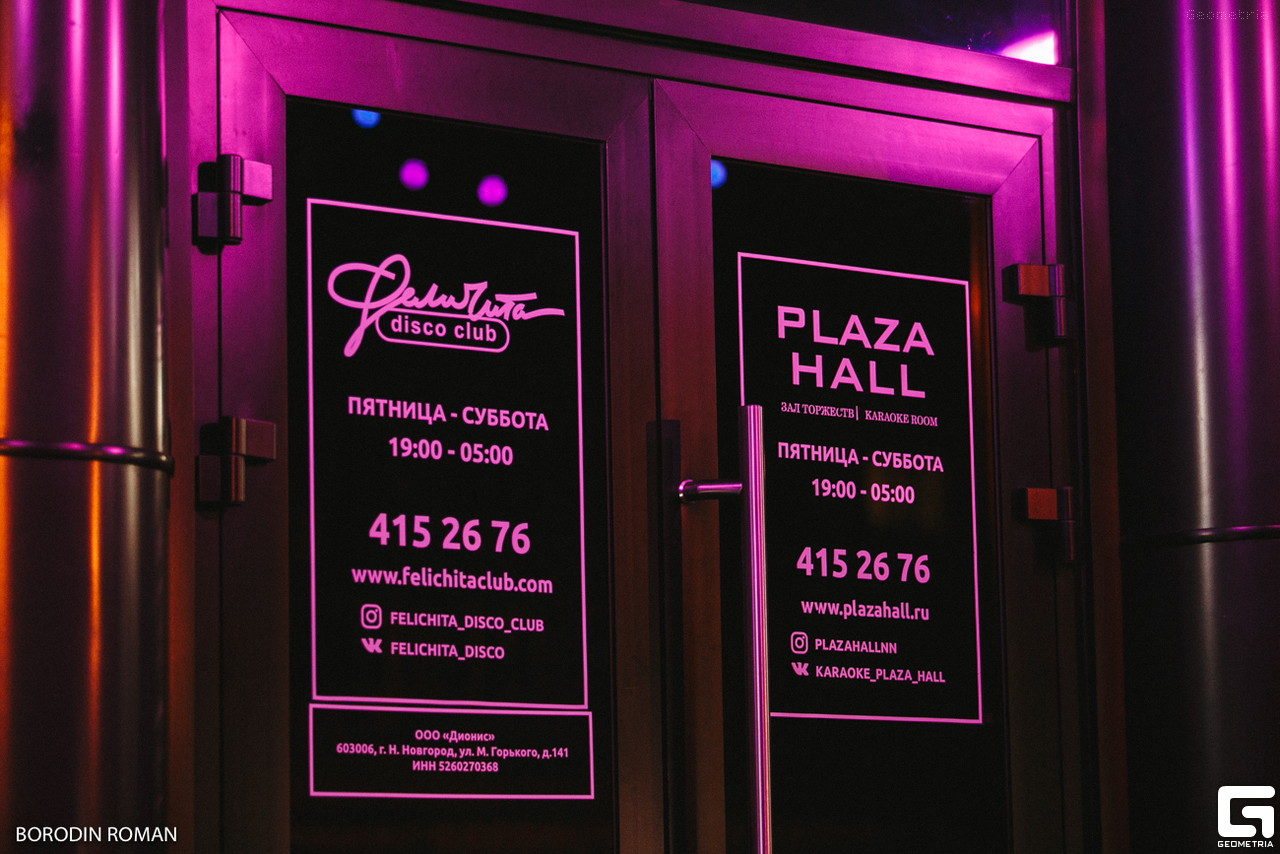 Geometria
Феличита
disco club
ПЯТНИЦА - СУББОТА
19:00 - 05:00
415 26 76
www.felichitaclub.com
FELICHITA_DISCO_CLUB
FELICHITA_DISCO
ООО «Дионис»
603006, г. Н. Новгород, ул. М. Горького, д.141
ИНН 5260270368
PLAZA
HALL
ЗАЛ ТОРЖЕСТВ | KARAOKE ROOM
ПЯТНИЦА - СУББОТА
19:00 - 05:00
415 26 76
www.plazahall.ru
PLAZAHALLNN
KARAOKE_PLAZA_HALL
BORODIN ROMAN
GEOMETRIA